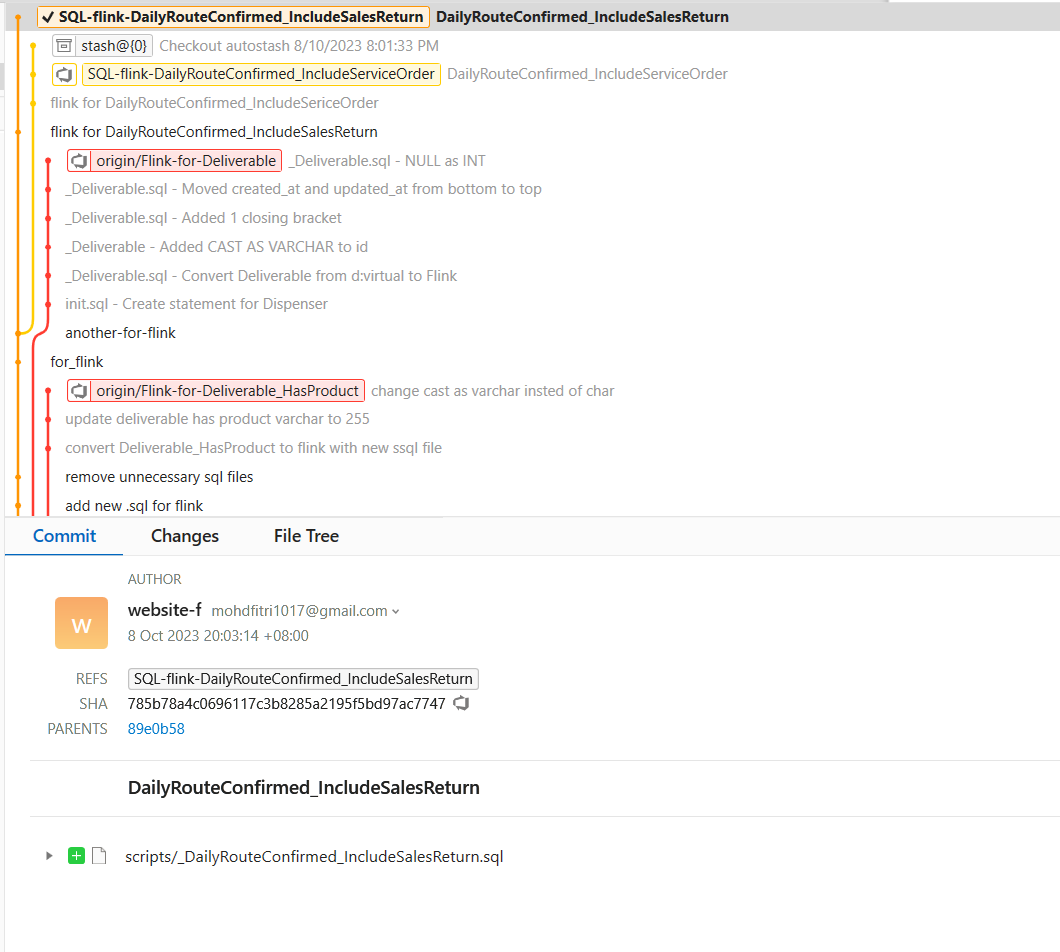 ✓ SQL-flink-DailyRouteConfirmed_IncludeSalesReturn DailyRouteConfirmed_IncludeSalesReturn
stash@{0} Checkout autostash 8/10/2023 8:01:33 PM
SQL-flink-DailyRouteConfirmed_IncludeServiceOrder DailyRouteConfirmed_IncludeServiceOrder
flink for DailyRouteConfirmed_IncludeSericeOrder
flink for DailyRouteConfirmed_IncludeSalesReturn
origin/Flink-for-Deliverable _Deliverable.sql - NULL as INT
_Deliverable.sql - Moved created_at and updated_at from bottom to top
_Deliverable.sql - Added 1 closing bracket
_Deliverable - Added CAST AS VARCHAR to id
_Deliverable.sql - Convert Deliverable from d:virtual to Flink
init.sql - Create statement for Dispenser
another-for-flink
for_flink
origin/Flink-for-Deliverable_HasProduct change cast as varchar insted of char
update deliverable has product varchar to 255
convert Deliverable_HasProduct to flink with new ssql file
remove unnecessary sql files
add new .sql for flink
Commit Changes File Tree
AUTHOR
W
website-f mohdfitri1017@gmail.com
8 Oct 2023 20:03:14 +08:00
REFS SQL-flink-DailyRouteConfirmed_IncludeSalesReturn
SHA 785b78a4c0696117c3b8285a2195f5bd97ac7747
PARENTS 89e0b58
DailyRouteConfirmed_IncludeSalesReturn
scripts/_DailyRouteConfirmed_IncludeSalesReturn.sql